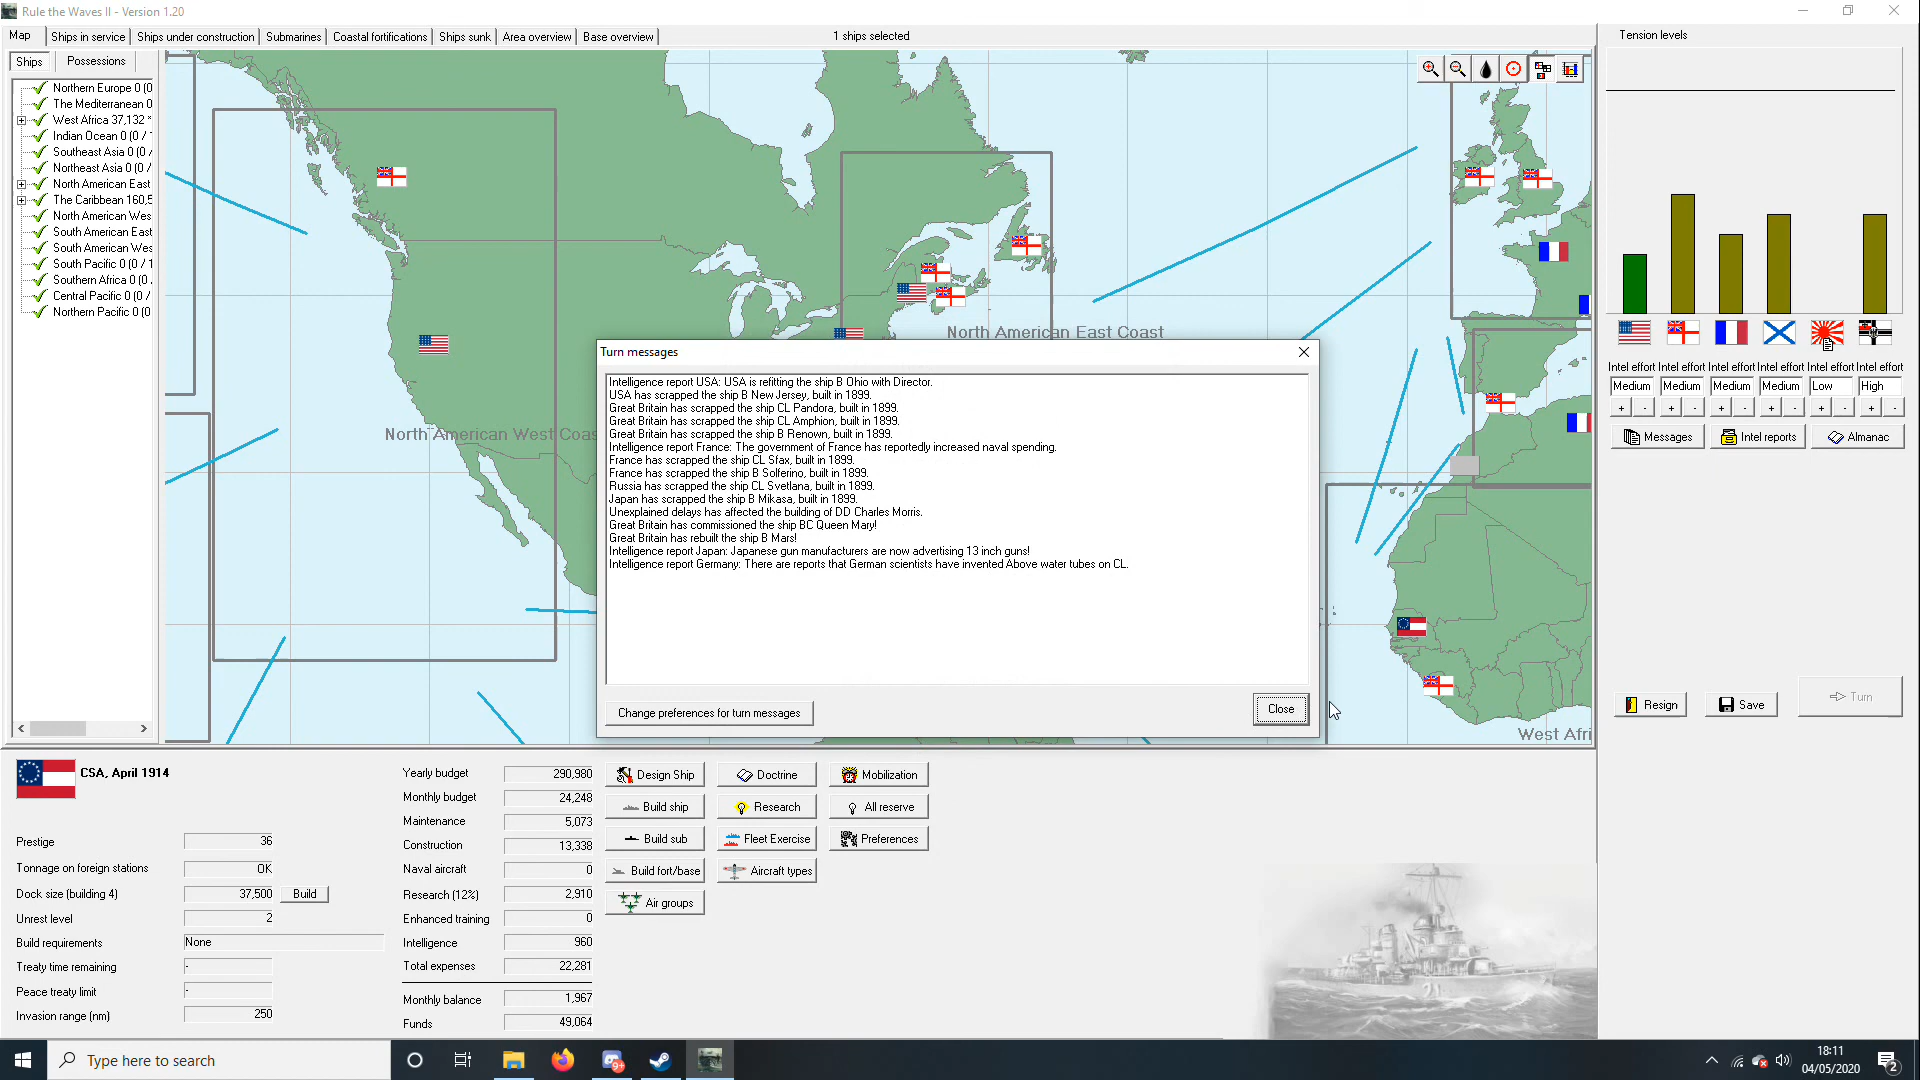 Rule the Waves II - Version 1.20
Map
Ships in service
Ships under construction
Submarines
Coastal fortifications
Ships sunk
Area overview
Base overview
1 ships selected
Tension levels
Ships
Possessions
Northern Europe 0 (0
The Mediterranean 0
West Africa 37,132 *
Indian Ocean 0 (0 / 1
Southeast Asia 0 (0 /
Northeast Asia 0 (0 /
North American East
The Caribbean 160,5
North American Wes
South American East
South American Wes
South Pacific 0 (0 / 1
Southern Africa 0 (0 /
Central Pacific 0 (0 /
Northern Pacific 0 (0
North American East Coast
North American West Coas
West Afri
Turn messages
Intelligence report USA: USA is refitting the ship B Ohio with Director.
USA has scrapped the ship B New Jersey, built in 1899.
Great Britain has scrapped the ship CL Pandora, built in 1899.
Great Britain has scrapped the ship CL Amphion, built in 1899.
Great Britain has scrapped the ship B Renown, built in 1899.
Intelligence report France: The government of France has reportedly increased naval spending.
France has scrapped the ship CL Sfax, built in 1899.
France has scrapped the ship B Solferino, built in 1899.
Russia has scrapped the ship CL Svetlana, built in 1899.
Japan has scrapped the ship B Mikasa, built in 1899.
Unexplained delays has affected the building of DD Charles Morris.
Great Britain has commissioned the ship BC Queen Mary!
Great Britain has rebuilt the ship B Mars!
Intelligence report Japan: Japanese gun manufacturers are now advertising 13 inch guns!
Intelligence report Germany: There are reports that German scientists have invented Above water tubes on CL.
Change preferences for turn messages
Close
Intel effort Intel effort Intel effort Intel effort Intel effort Intel effort
Medium Medium Medium Medium Low High
+ - + - + - + - + - + -
Messages
Intel reports
Almanac
Resign
Save
Turn
CSA, April 1914
Prestige 36
Tonnage on foreign stations OK
Dock size (building 4) 37,500 Build
Unrest level 2
Build requirements None
Treaty time remaining -
Peace treaty limit -
Invasion range (nm) 250
Yearly budget 290,980
Monthly budget 24,248
Maintenance 5,073
Construction 13,338
Naval aircraft 0
Research (12%) 2,910
Enhanced training 0
Intelligence 960
Total expenses 22,281
Monthly balance 1,967
Funds 49,064
Design Ship
Doctrine
Mobilization
Build ship
Research
All reserve
Build sub
Fleet Exercise
Preferences
Build fort/base
Aircraft types
Air groups
Type here to search
9+
18:11
04/05/2020
2